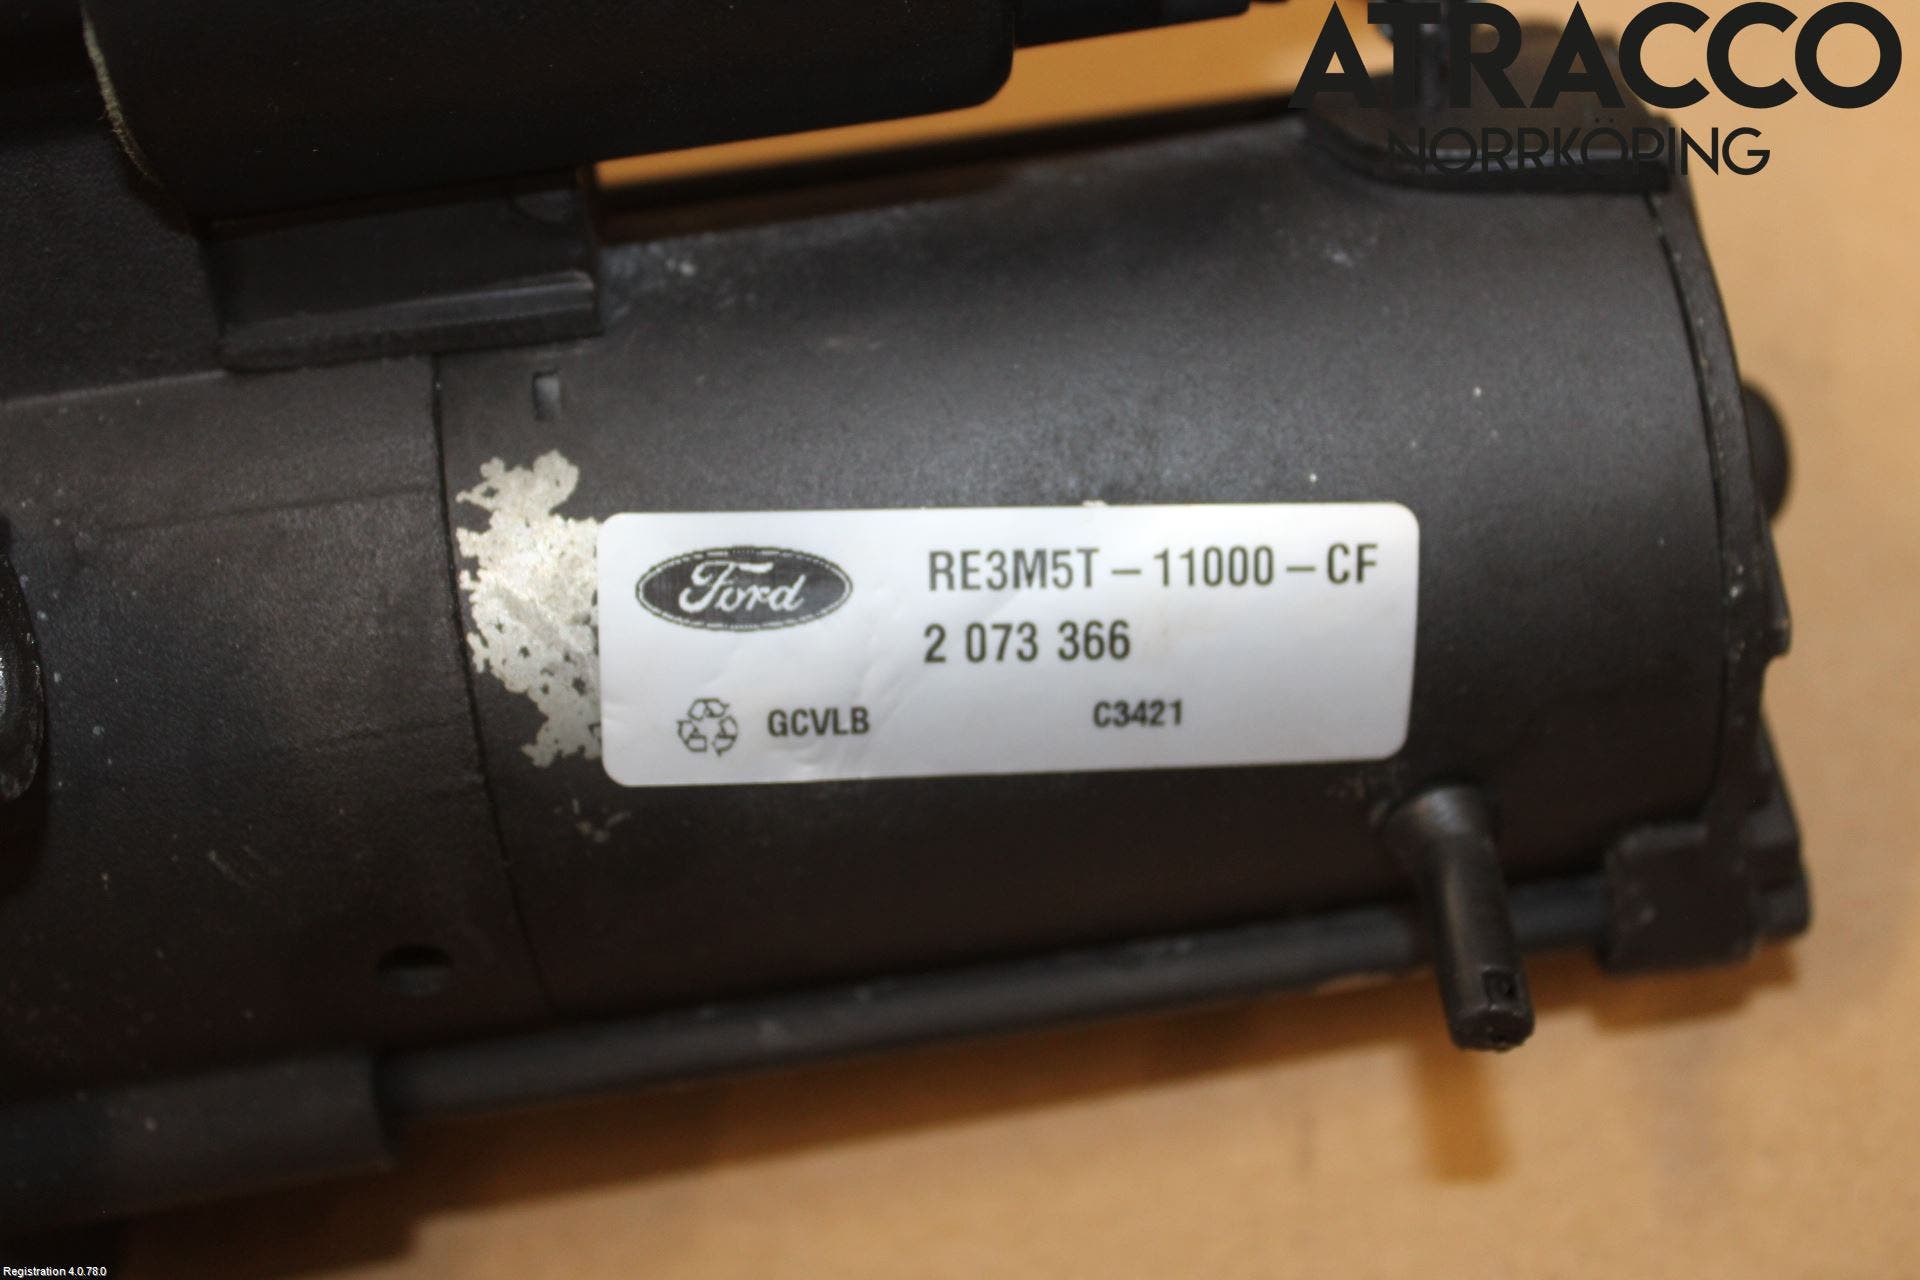 ATRACCO
NORRKÖPING
Ford
RE3M5T – 11000 – CF
2 073 366
GCVLB C3421
Registration 4.0.78.0